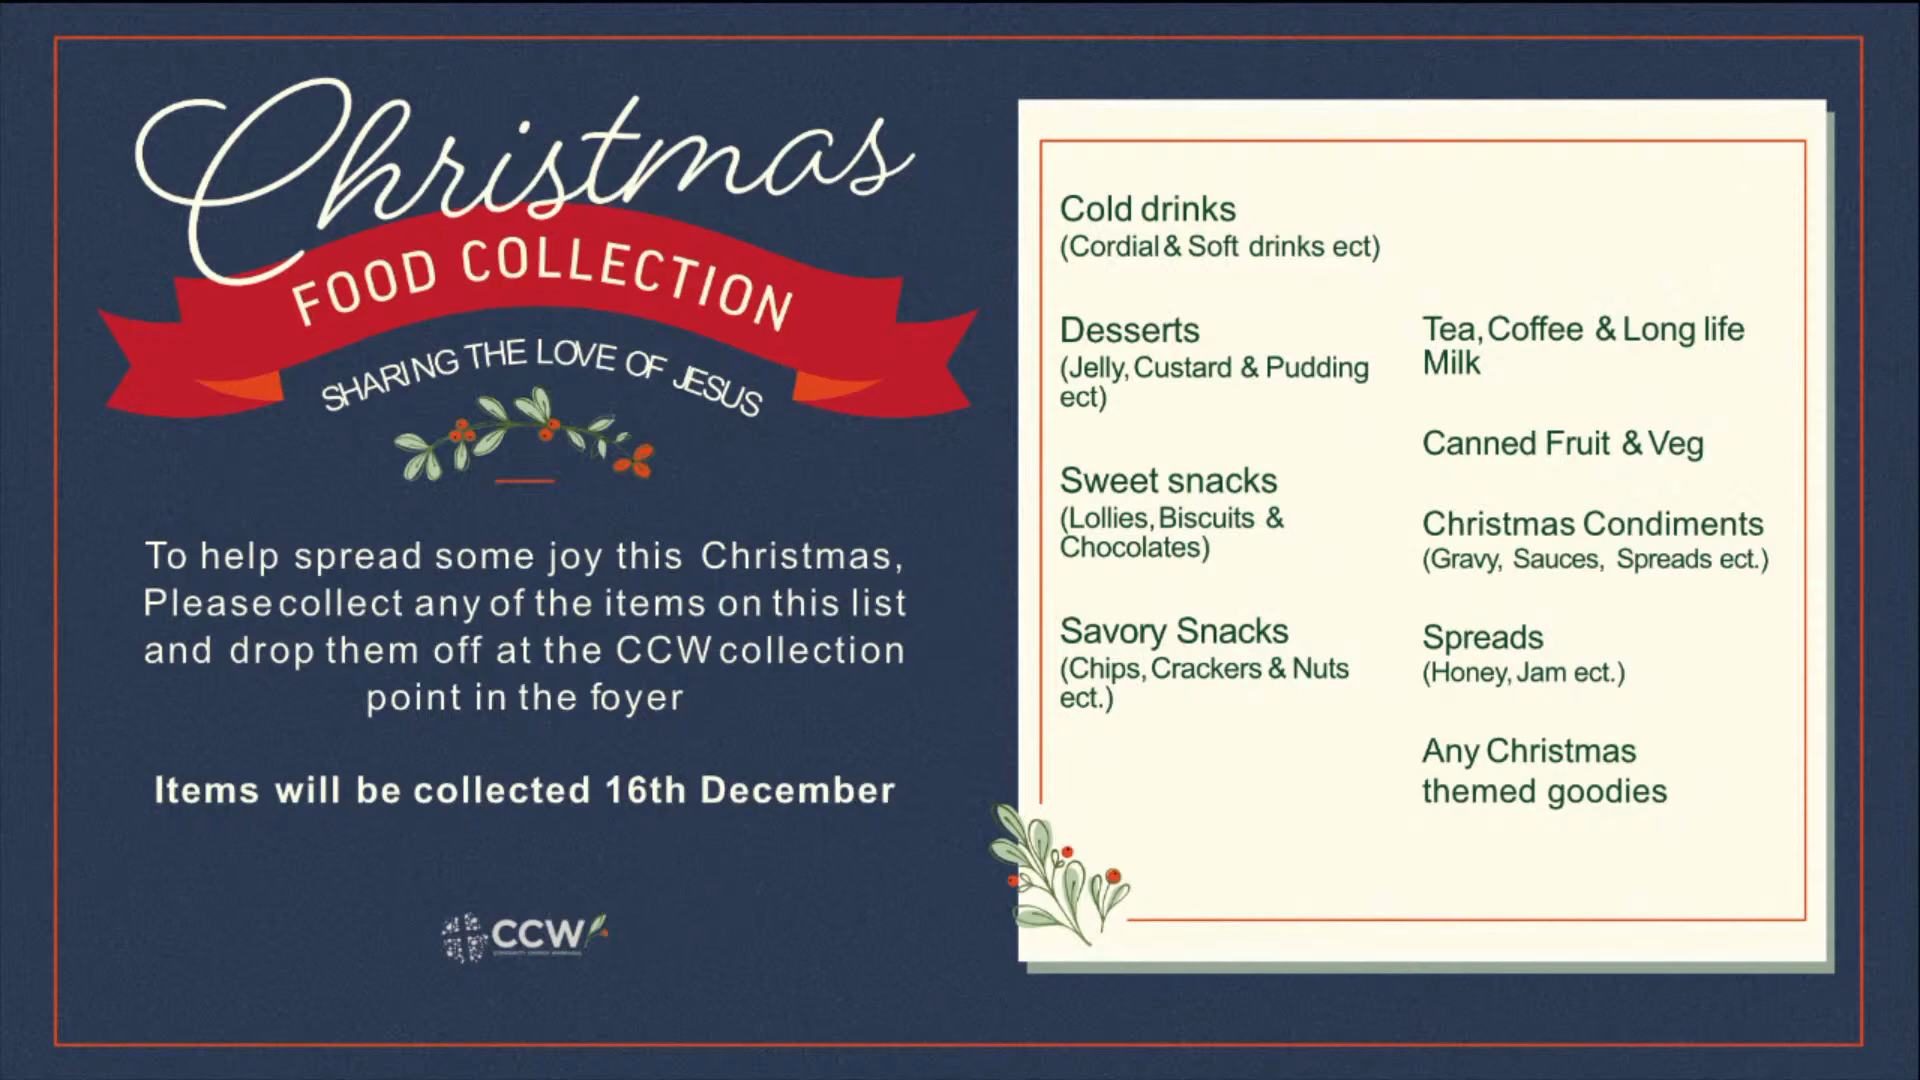 Christmas
FOOD COLLECTION
SHARING THE LOVE OF JESUS
To help spread some joy this Christmas,
Please collect any of the items on this list
and drop them off at the CCW collection
point in the foyer
Items will be collected 16th December
CCW
Cold drinks
(Cordial & Soft drinks ect)
Desserts
(Jelly, Custard & Pudding
ect)
Sweet snacks
(Lollies, Biscuits &
Chocolates)
Savory Snacks
(Chips, Crackers & Nuts
ect.)
Tea, Coffee & Long life
Milk
Canned Fruit & Veg
Christmas Condiments
(Gravy, Sauces, Spreads ect.)
Spreads
(Honey, Jam ect.)
Any Christmas
themed goodies